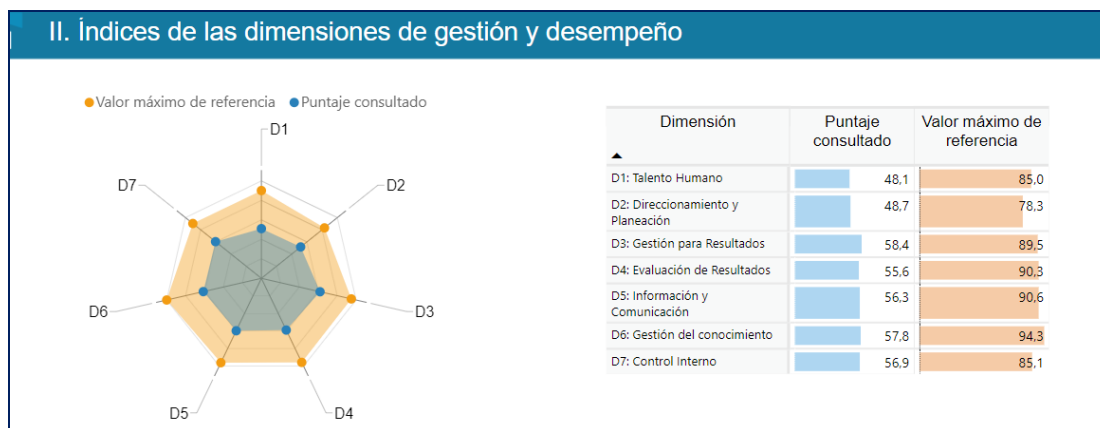 II. Índices de las dimensiones de gestión y desempeño
Valor máximo de referencia Puntaje consultado
D1
D2
D3
D4
D5
D6
D7
Dimensión Puntaje consultado Valor máximo de referencia
D1: Talento Humano 48,1 85,0
D2: Direccionamiento y Planeación 48,7 78,3
D3: Gestión para Resultados 58,4 89,5
D4: Evaluación de Resultados 55,6 90,3
D5: Información y Comunicación 56,3 90,6
D6: Gestión del conocimiento 57,8 94,3
D7: Control Interno 56,9 85,1